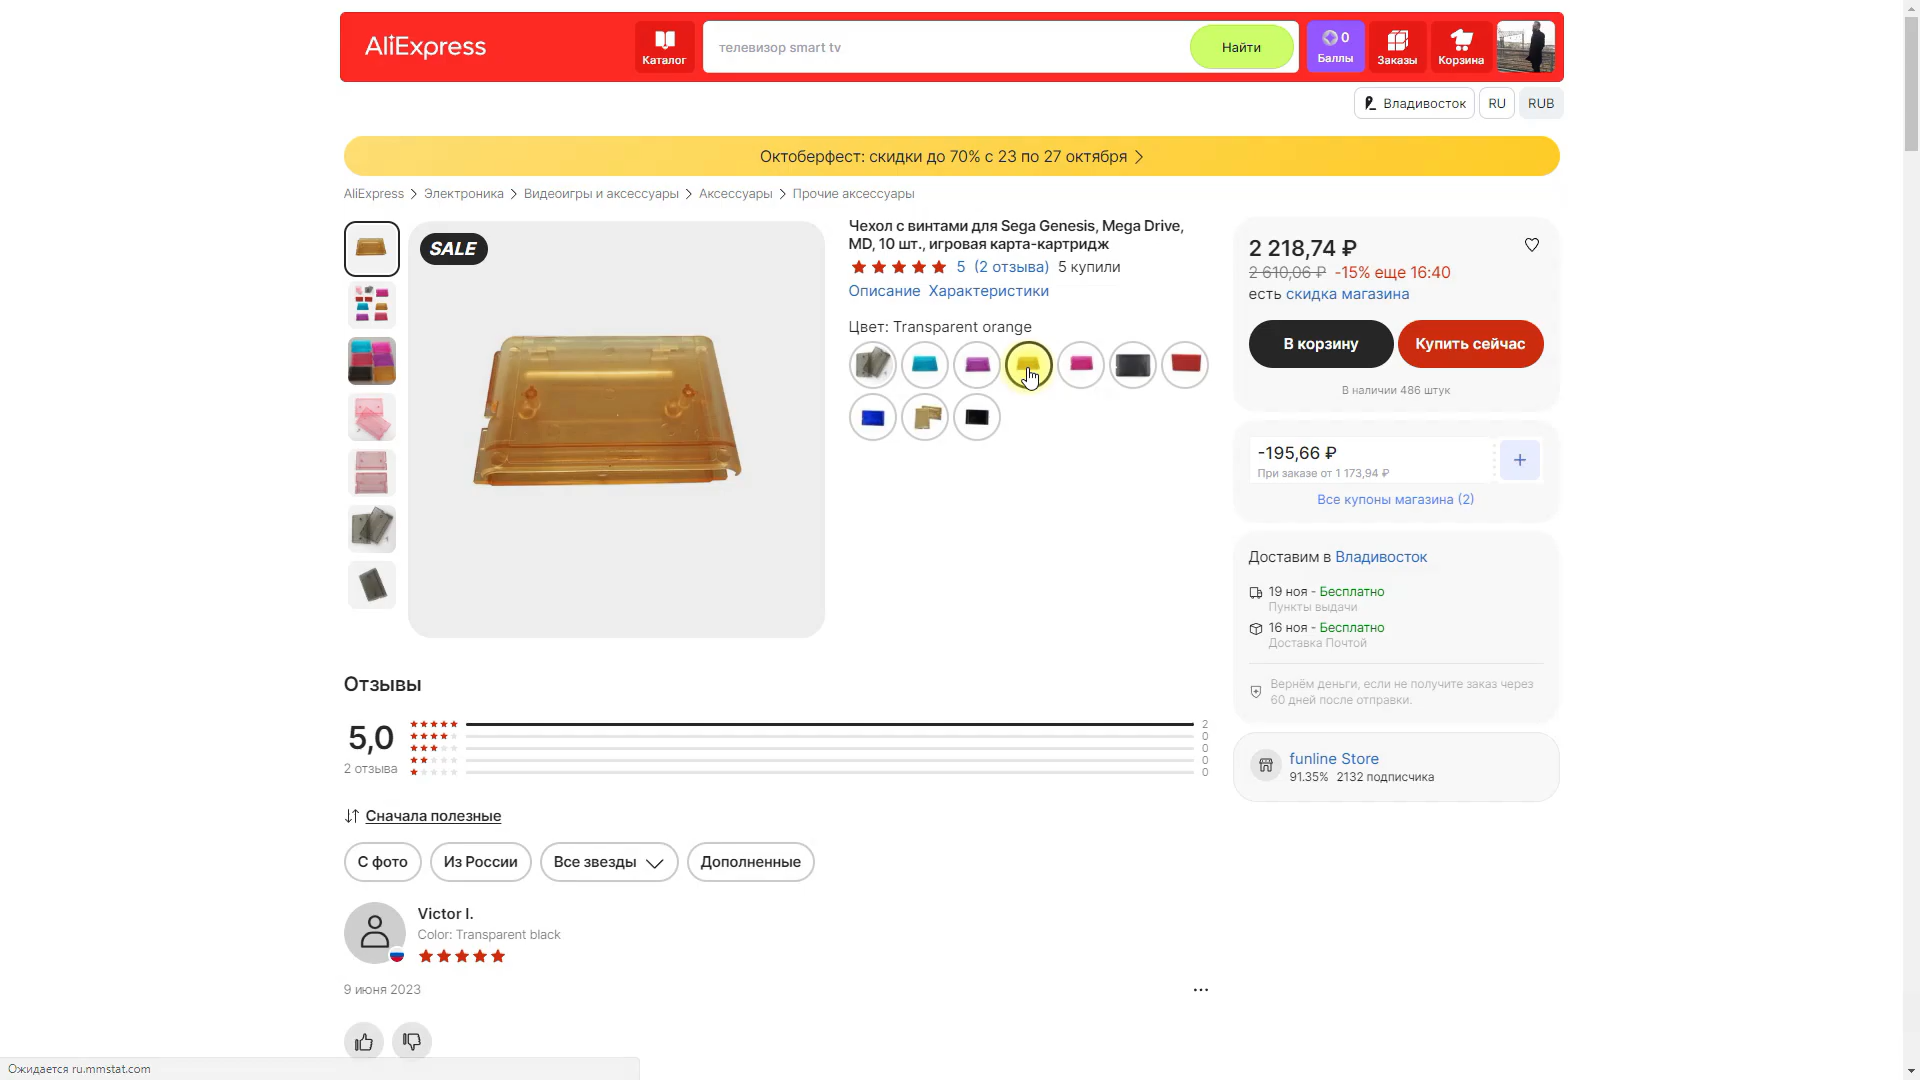 AliExpress
Каталог
телевизор smart tv
Найти
0
Баллы
Заказы
Корзина
Владивосток
RU
RUB
Октоберфест: скидки до 70% с 23 по 27 октября
AliExpress
Электроника
Видеоигры и аксессуары
Аксессуары
Прочие аксессуары
SALE
Чехол с винтами для Sega Genesis, Mega Drive,
MD, 10 шт., игровая карта-картридж
5 (2 отзыва) 5 купили
Описание Характеристики
Цвет: Transparent orange
2 218,74 ₽
2 610,06 ₽ -15% еще 16:40
есть скидка магазина
В корзину
Купить сейчас
В наличии 486 штук
-195,66 ₽
При заказе от 1 173,94 ₽
+
Все купоны магазина (2)
Доставим в Владивосток
19 ноя - Бесплатно
Пункты выдачи
16 ноя - Бесплатно
Доставка Почтой
Вернём деньги, если не получите заказ через
60 дней после отправки.
funline Store
91.35% 2132 подписчика
Отзывы
5,0
2 отзыва
2
0
0
0
0
Сначала полезные
С фото
Из России
Все звезды
Дополненные
Victor I.
Color: Transparent black
9 июня 2023
Ожидается ru.mmstat.com